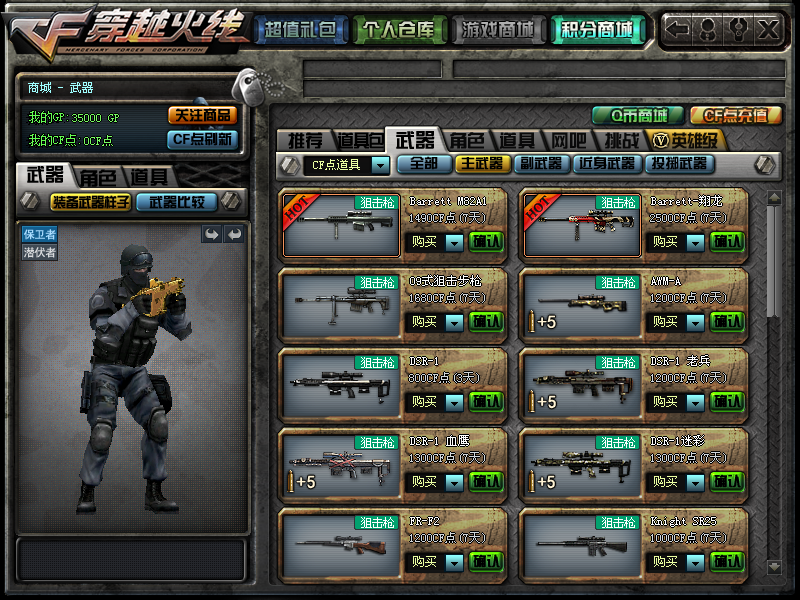 CF 穿越火线
MERCENARY FORCES CORPORATION
超值礼包
个人仓库
游戏商城
积分商城
商城 - 武器
我的GP:35000 GP
关注商品
我的CF点:0CF点
CF点刷新
武器
角色
道具
装备武器样子
武器比较
保卫者
潜伏者
Q币商城
CF点充值
推荐
道具包
武器
角色
道具
网吧
挑战
V英雄级
CF点道具
全部
主武器
副武器
近身武器
投掷武器
HOT
狙击枪
Barrett M82A1
1490CF点(7天)
购买
确认
HOT
狙击枪
Barrett-翔龙
2500CF点(7天)
购买
确认
狙击枪
09式狙击步枪
1680CF点(7天)
购买
确认
狙击枪
+5
AWM-A
1200CF点(7天)
购买
确认
狙击枪
DSR-1
800CF点(3天)
购买
确认
狙击枪
+5
DSR-1 老兵
1200CF点(7天)
购买
确认
狙击枪
+5
DSR-1 血鹰
1300CF点(7天)
购买
确认
狙击枪
+5
DSR-1迷彩
1300CF点(7天)
购买
确认
狙击枪
FR-F2
1200CF点(7天)
购买
确认
狙击枪
Knight SR25
1000CF点(7天)
购买
确认